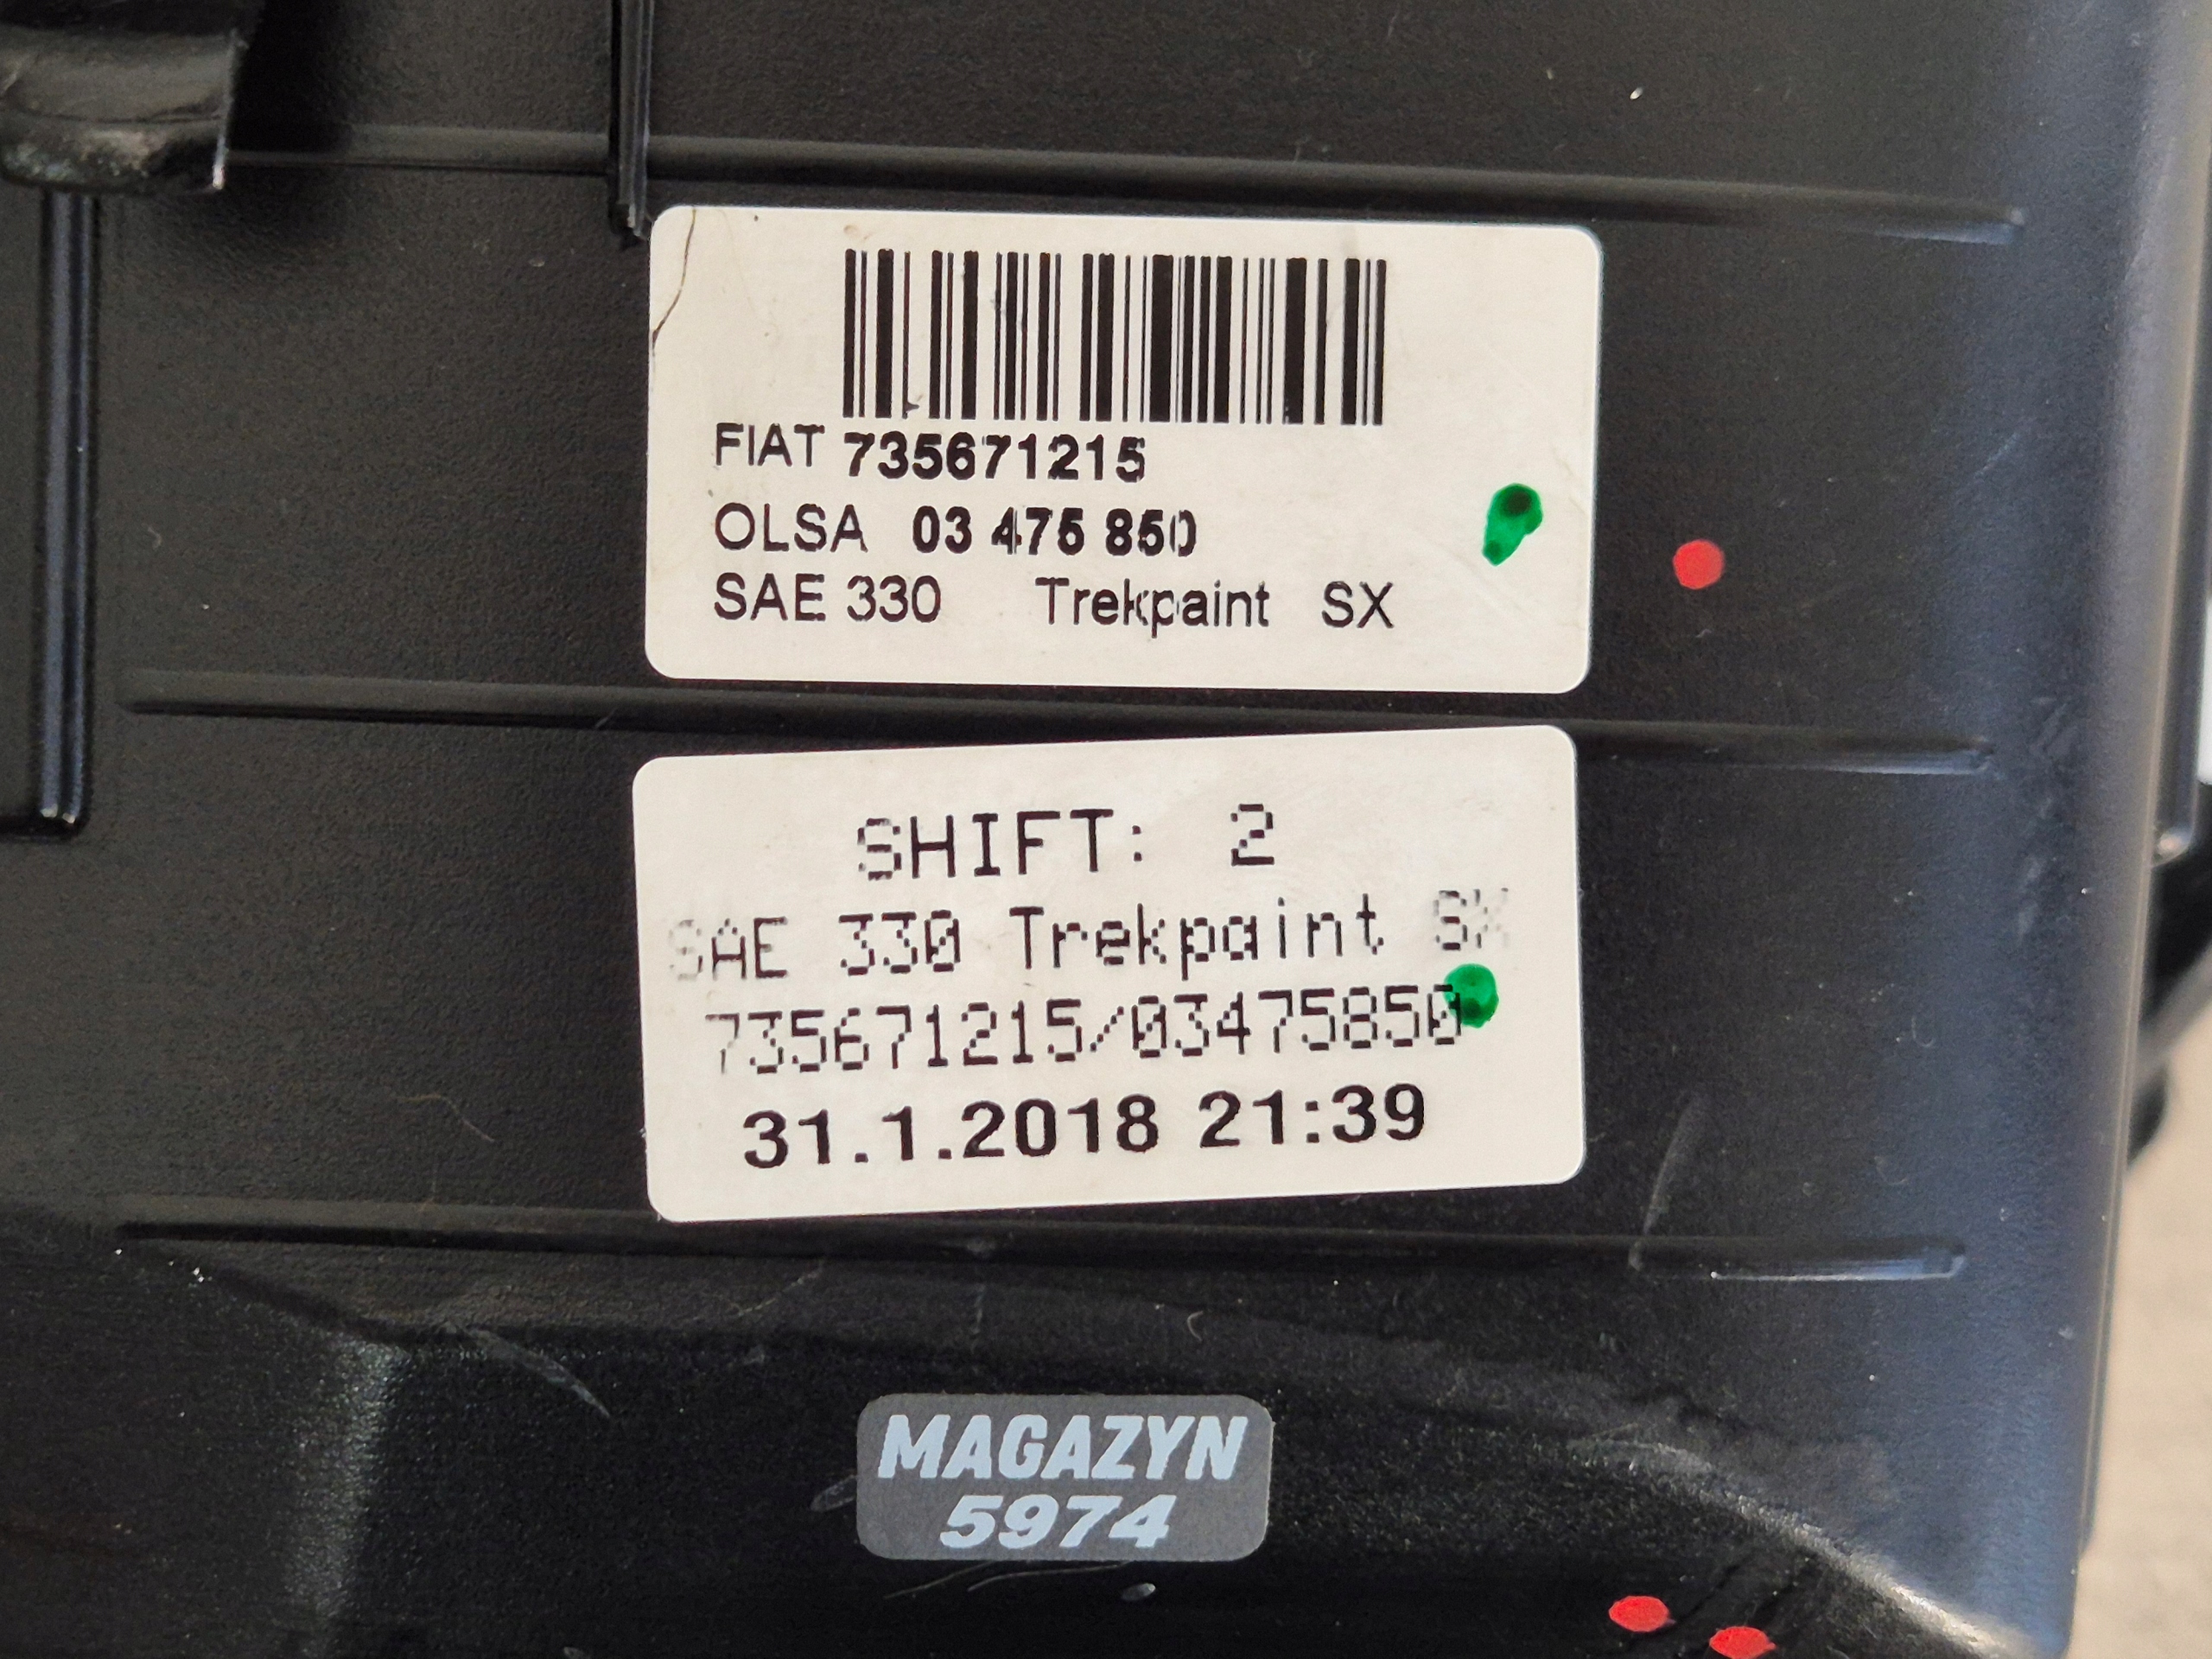 FIAT 735671215
OLSA 03 475 850
SAE 330 Trekpaint SX
SHIFT: 2
SAE 330 Trekpaint SX
735671215/03475850
31.1.2018 21:39
MAGAZYN
5974